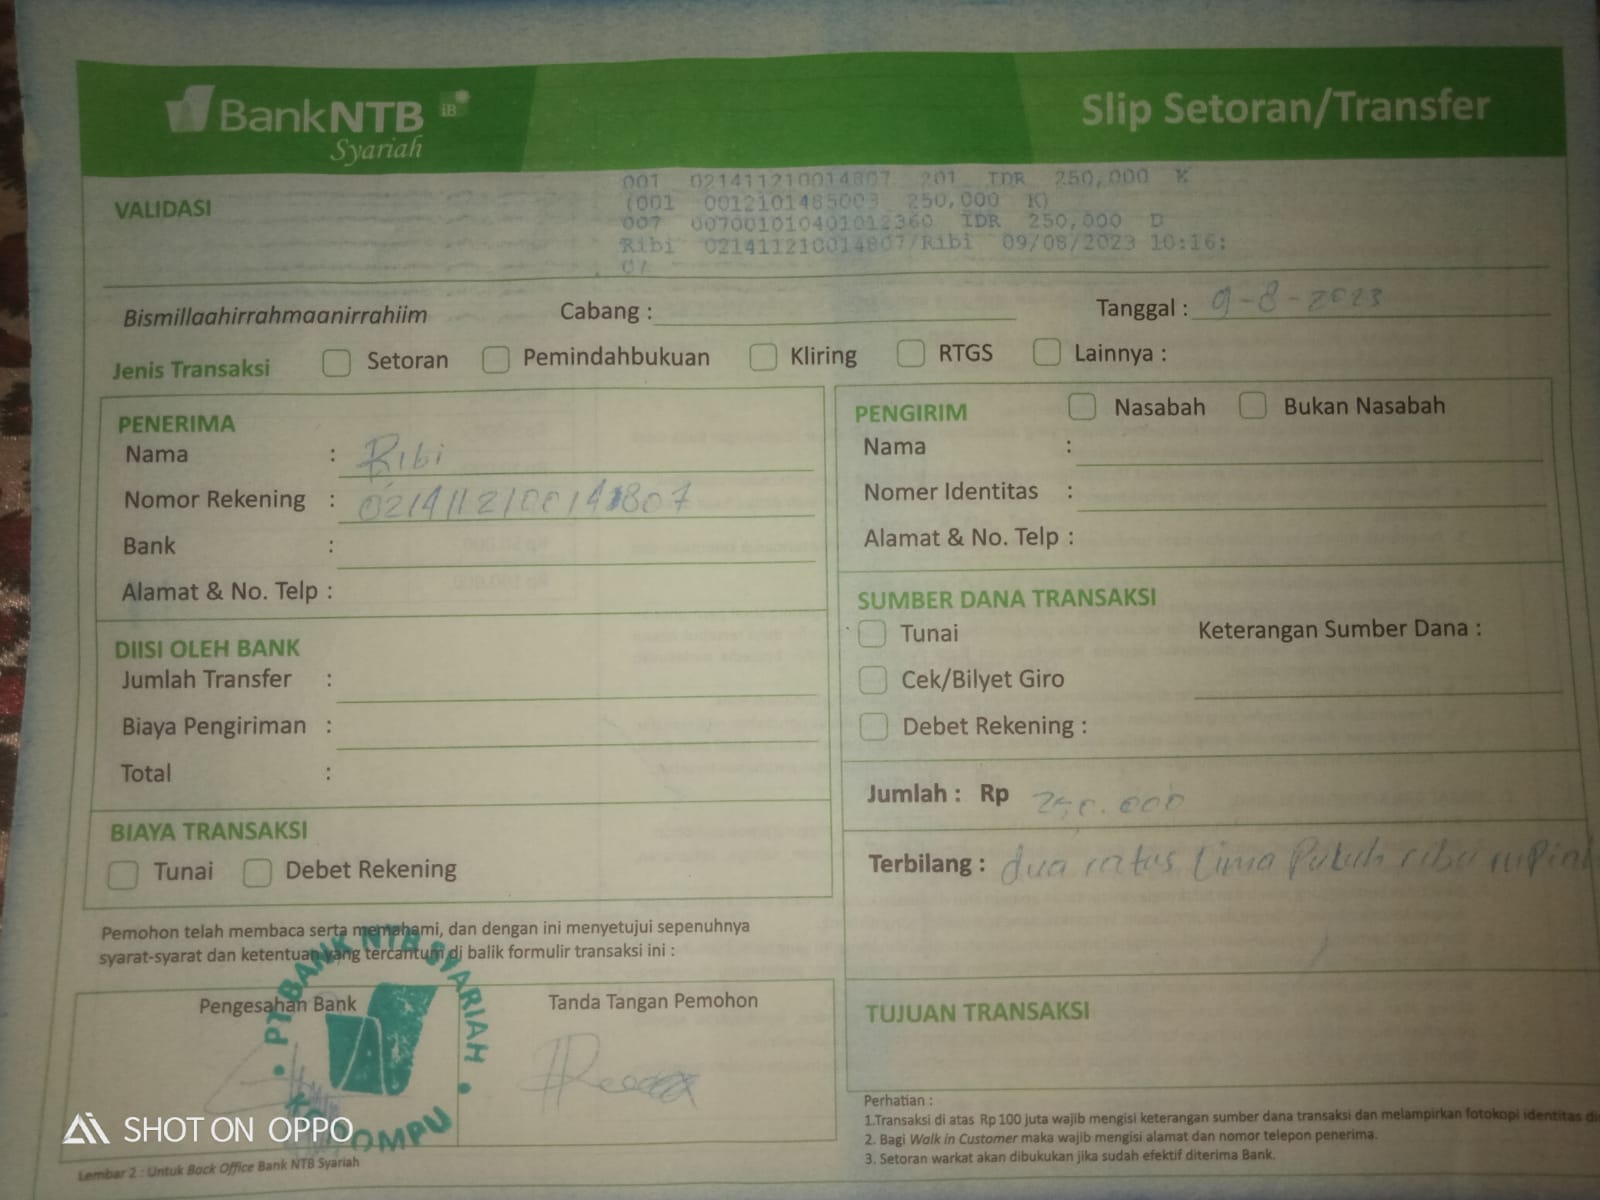 BankNTB iB
Syariah
Slip Setoran/Transfer
VALIDASI
001 021411210014807 201 IDR 250,000 K
(001 0012101485003 250,000 K)
007 007001010401012360 IDR 250,000 D
Ribi 021411210014807/Ribi 09/08/2023 10:16:
07
Bismillaahirrahmaanirrahiim Cabang : Tanggal : 9-8-2023
Jenis Transaksi Setoran Pemindahbukuan Kliring RTGS Lainnya :
PENERIMA
Nama : Ribi
Nomor Rekening : 021411210014807
Bank :
Alamat & No. Telp :
DIISI OLEH BANK
Jumlah Transfer :
Biaya Pengiriman :
Total :
BIAYA TRANSAKSI
Tunai Debet Rekening
PENGIRIM Nasabah Bukan Nasabah
Nama :
Nomer Identitas :
Alamat & No. Telp :
SUMBER DANA TRANSAKSI
Tunai Keterangan Sumber Dana :
Cek/Bilyet Giro
Debet Rekening :
Jumlah : Rp 250.000
Terbilang : dua ratus lima Puluh ribu rupiah
Pemohon telah membaca serta memahami, dan dengan ini menyetujui sepenuhnya
syarat-syarat dan ketentuan yang tercantum di balik formulir transaksi ini :
Pengesahan Bank Tanda Tangan Pemohon
PT BANK NTB SYARIAH
TUJUAN TRANSAKSI
Perhatian :
1.Transaksi di atas Rp 100 juta wajib mengisi keterangan sumber dana transaksi dan melampirkan fotokopi identitas
2. Bagi Walk in Customer maka wajib mengisi alamat dan nomor telepon penerima.
3. Setoran warkat akan dibukukan jika sudah efektif diterima Bank.
SHOT ON OPPO
Lembar 2 : Untuk Back Office Bank NTB Syariah